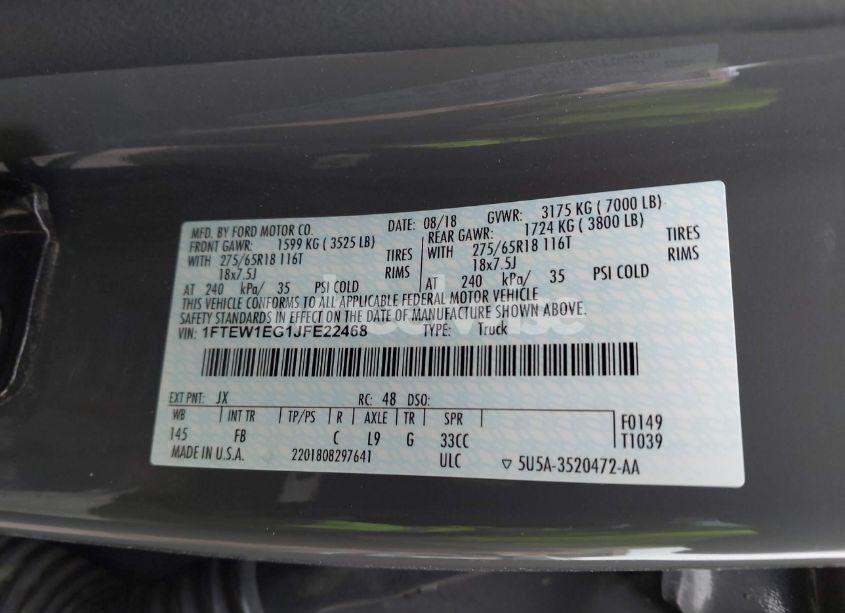 MFD. BY FORD MOTOR CO. DATE: 08/18 GVWR: 3175 KG ( 7000 LB)
FRONT GAWR: 1599 KG ( 3525 LB) REAR GAWR: 1724 KG ( 3800 LB)
WITH 275/65R18 116T TIRES WITH 275/65R18 116T TIRES
18x7.5J RIMS 18x7.5J RIMS
AT 240 kPa/ 35 PSI COLD AT 240 kPa/ 35 PSI COLD
THIS VEHICLE CONFORMS TO ALL APPLICABLE FEDERAL MOTOR VEHICLE
SAFETY STANDARDS IN EFFECT ON THE DATE OF MANUFACTURE SHOWN ABOVE.
VIN: 1FTEW1EG1JFE22468 TYPE: Truck
EXT PNT: JX RC: 48 DSO:
WB INT TR TP/PS R AXLE TR SPR F0149
145 FB C L9 G 33CC T1039
MADE IN U.S.A. 2201808297641 ULC ▽ 5U5A-3520472-AA